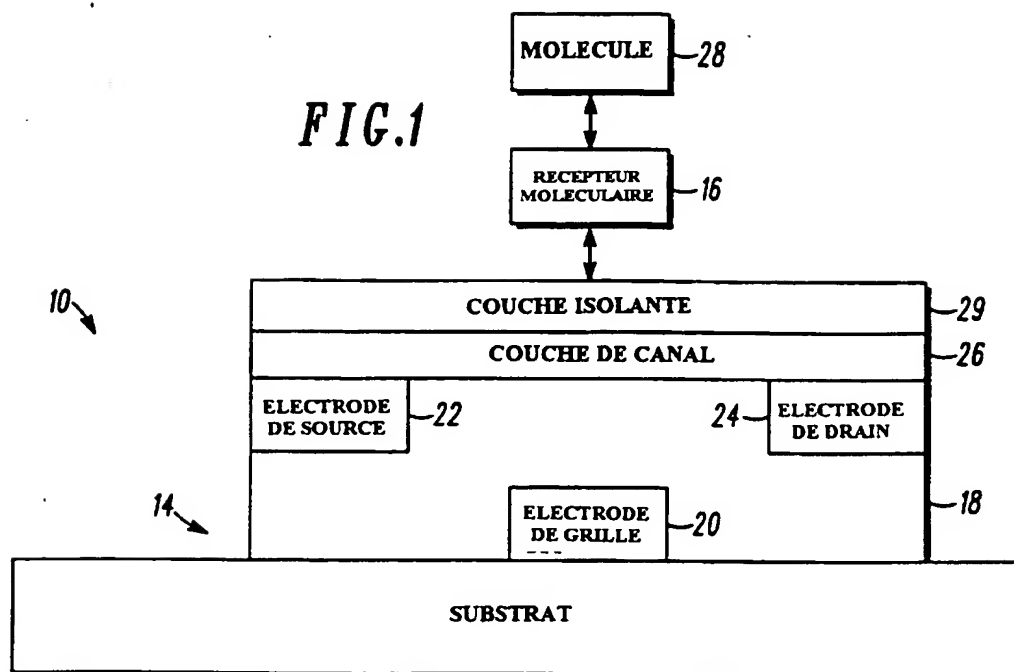 MOLECULE
28
FIG.1
RECEPTEUR
MOLECULAIRE
16
10
COUCHE ISOLANTE
29
COUCHE DE CANAL
26
ELECTRODE
DE SOURCE
22
24
ELECTRODE
DE DRAIN
14
ELECTRODE
DE GRILLE
20
18
SUBSTRAT